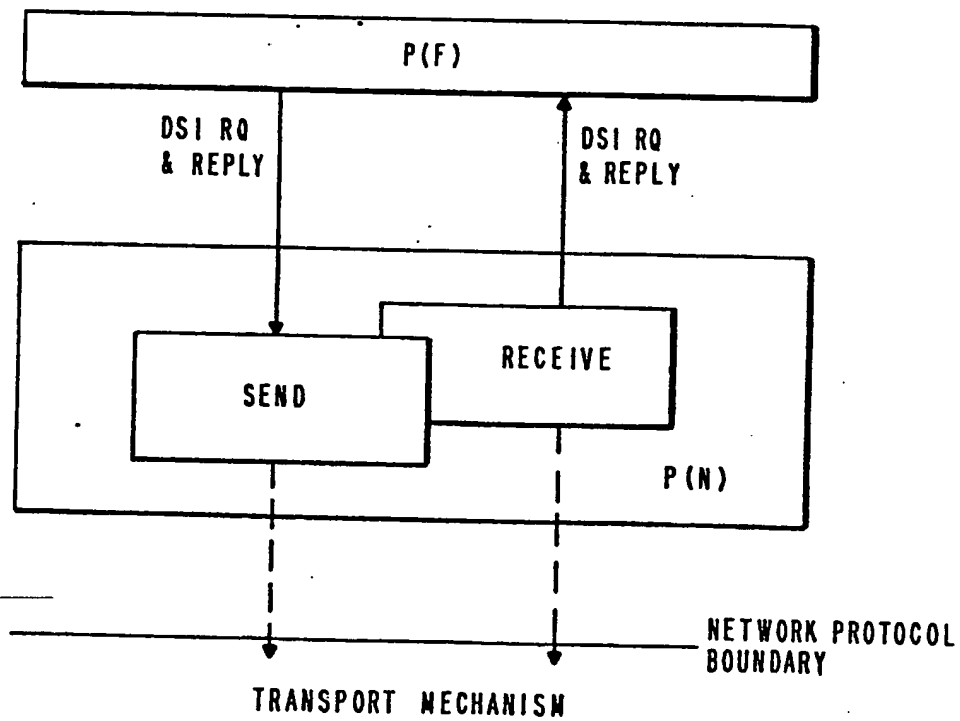 P(F)
DSI RQ
& REPLY
DSI RQ
& REPLY
RECEIVE
SEND
P(N)
NETWORK PROTOCOL
BOUNDARY
TRANSPORT MECHANISM